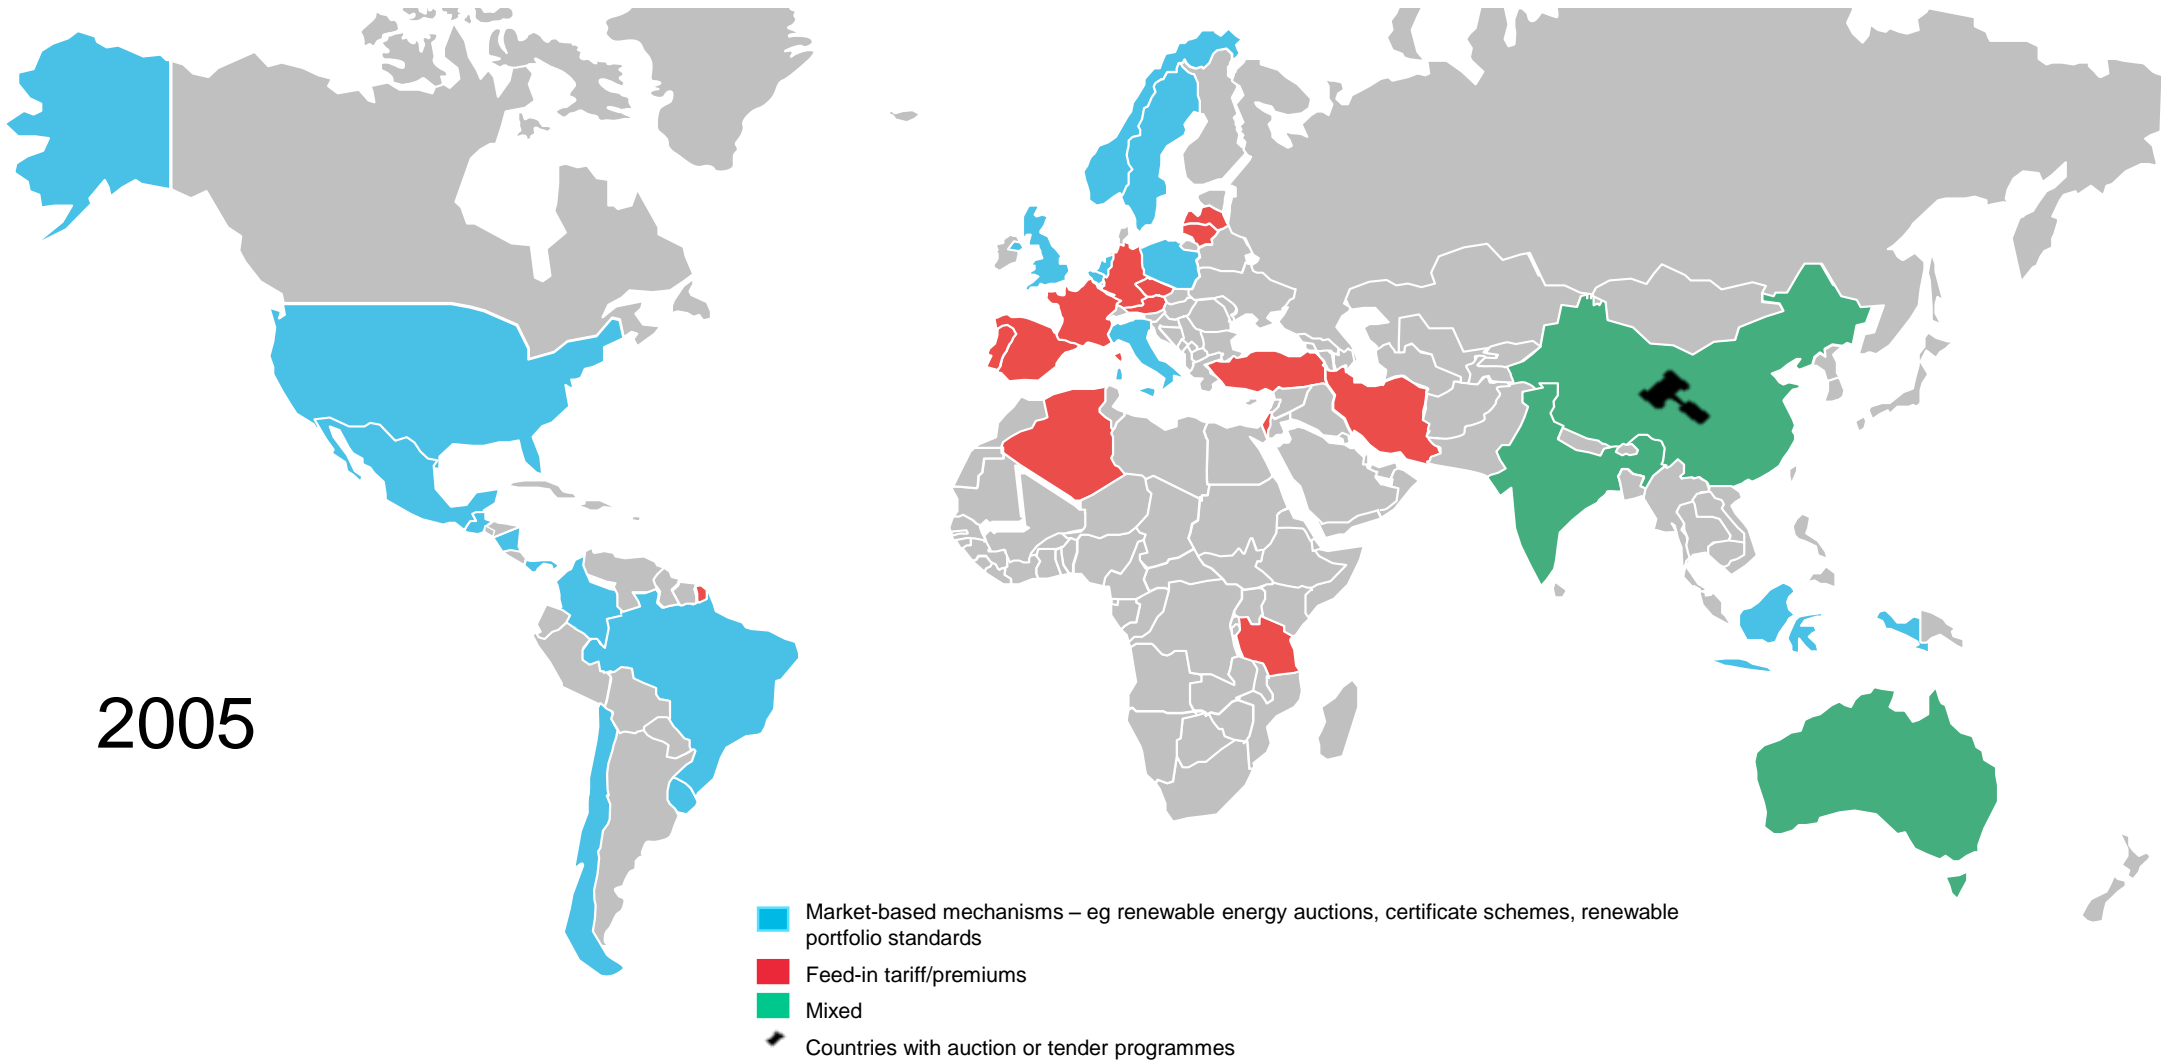 2005
Market-based mechanisms – eg renewable energy auctions, certificate schemes, renewable
portfolio standards
Feed-in tariff/premiums
Mixed
Countries with auction or tender programmes